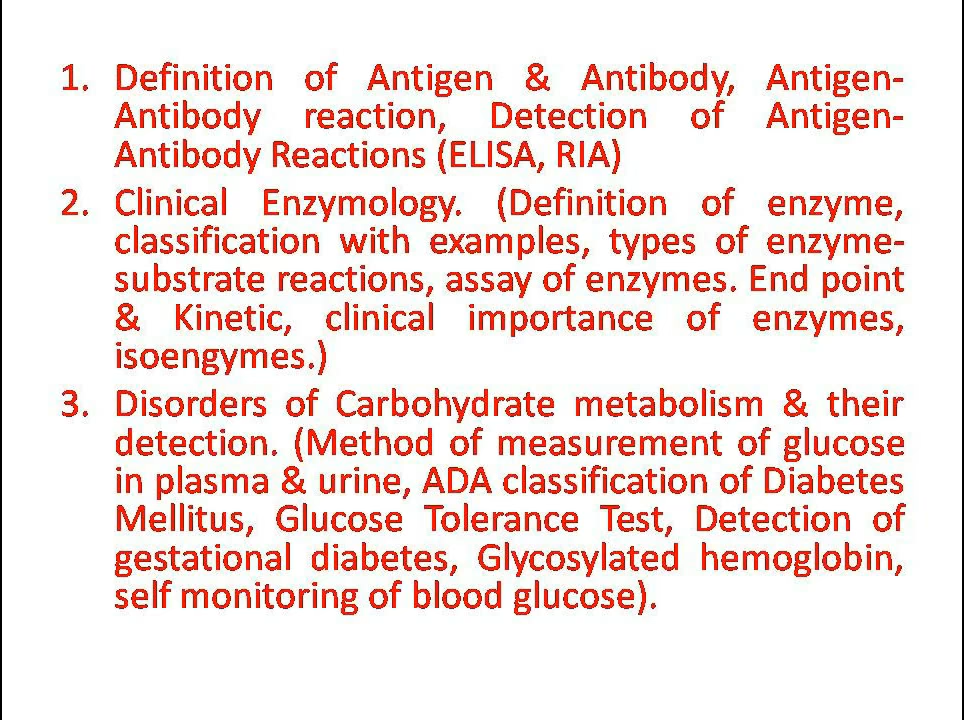 1. Definition of Antigen & Antibody, Antigen-
Antibody reaction, Detection of Antigen-
Antibody Reactions (ELISA, RIA)
2. Clinical Enzymology. (Definition of enzyme,
classification with examples, types of enzyme-
substrate reactions, assay of enzymes. End point
& Kinetic, clinical importance of enzymes,
isoengymes.)
3. Disorders of Carbohydrate metabolism & their
detection. (Method of measurement of glucose
in plasma & urine, ADA classification of Diabetes
Mellitus, Glucose Tolerance Test, Detection of
gestational diabetes, Glycosylated hemoglobin,
self monitoring of blood glucose).